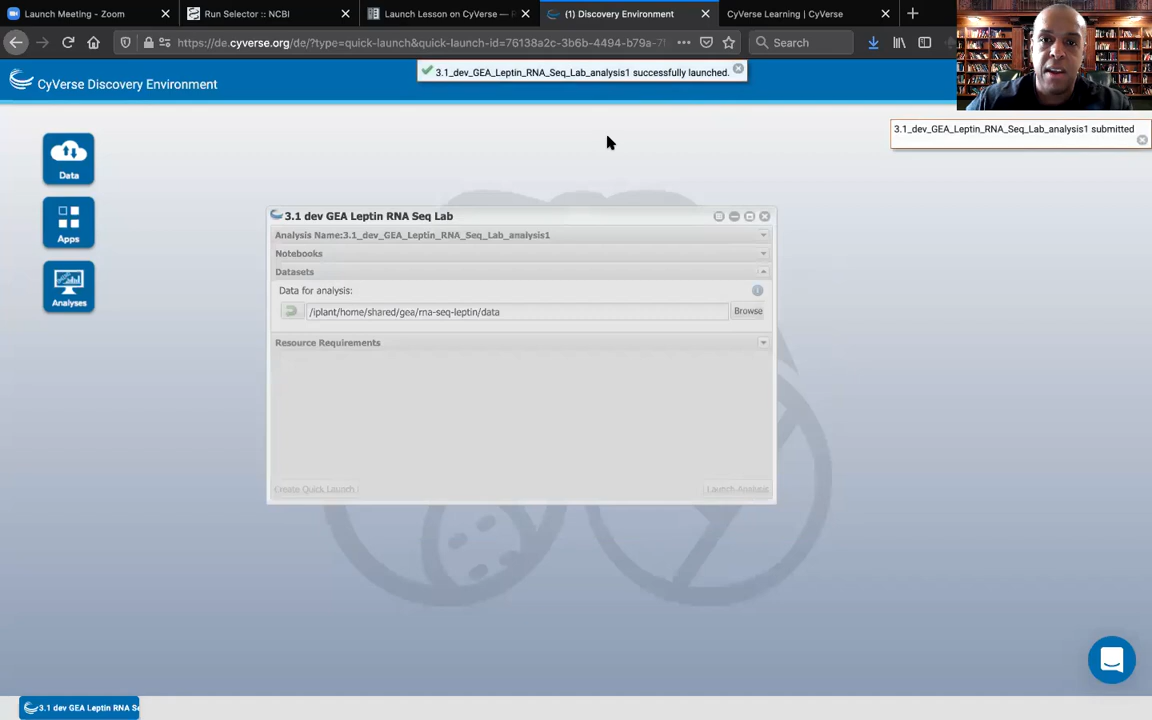 Launch Meeting - Zoom
Run Selector :: NCBI
Launch Lesson on CyVerse —
(1) Discovery Environment
CyVerse Learning | CyVerse
https://de.cyverse.org/de/?type=quick-launch&quick-launch-id=76138a2c-3b6b-4494-b79a-7
Search
CyVerse Discovery Environment
3.1_dev_GEA_Leptin_RNA_Seq_Lab_analysis1 successfully launched.
3.1_dev_GEA_Leptin_RNA_Seq_Lab_analysis1 submitted
Data
Apps
Analyses
3.1 dev GEA Leptin RNA Seq Lab
Analysis Name:3.1_dev_GEA_Leptin_RNA_Seq_Lab_analysis1
Notebooks
Datasets
Data for analysis:
/iplant/home/shared/gea/rna-seq-leptin/data
Browse
Resource Requirements
Create Quick Launch
Launch Analysis
3.1 dev GEA Leptin RNA S